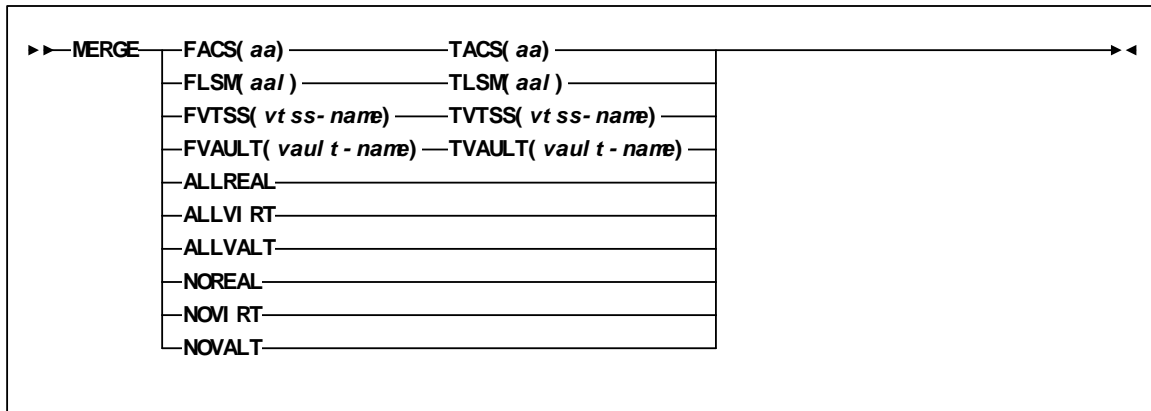 MERGE FACS(aa) TACS(aa)
FLSM(aal) TLSM(aal)
FVTSS(vtss-name) TVTSS(vtss-name)
FVAULT(vault-name) TVAULT(vault-name)
ALLREAL
ALLVIRT
ALLVALT
NOREAL
NOVIRT
NOVALT